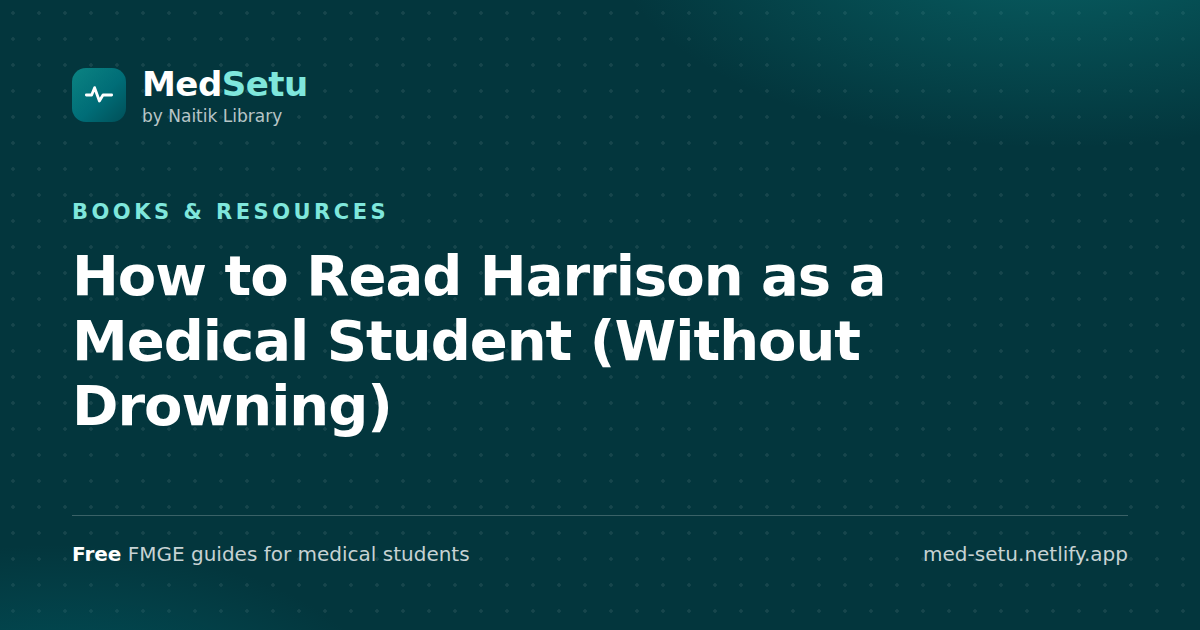 MedSetu
by Naitik Library
BOOKS & RESOURCES
How to Read Harrison as a
Medical Student (Without
Drowning)
Free FMGE guides for medical students
med-setu.netlify.app